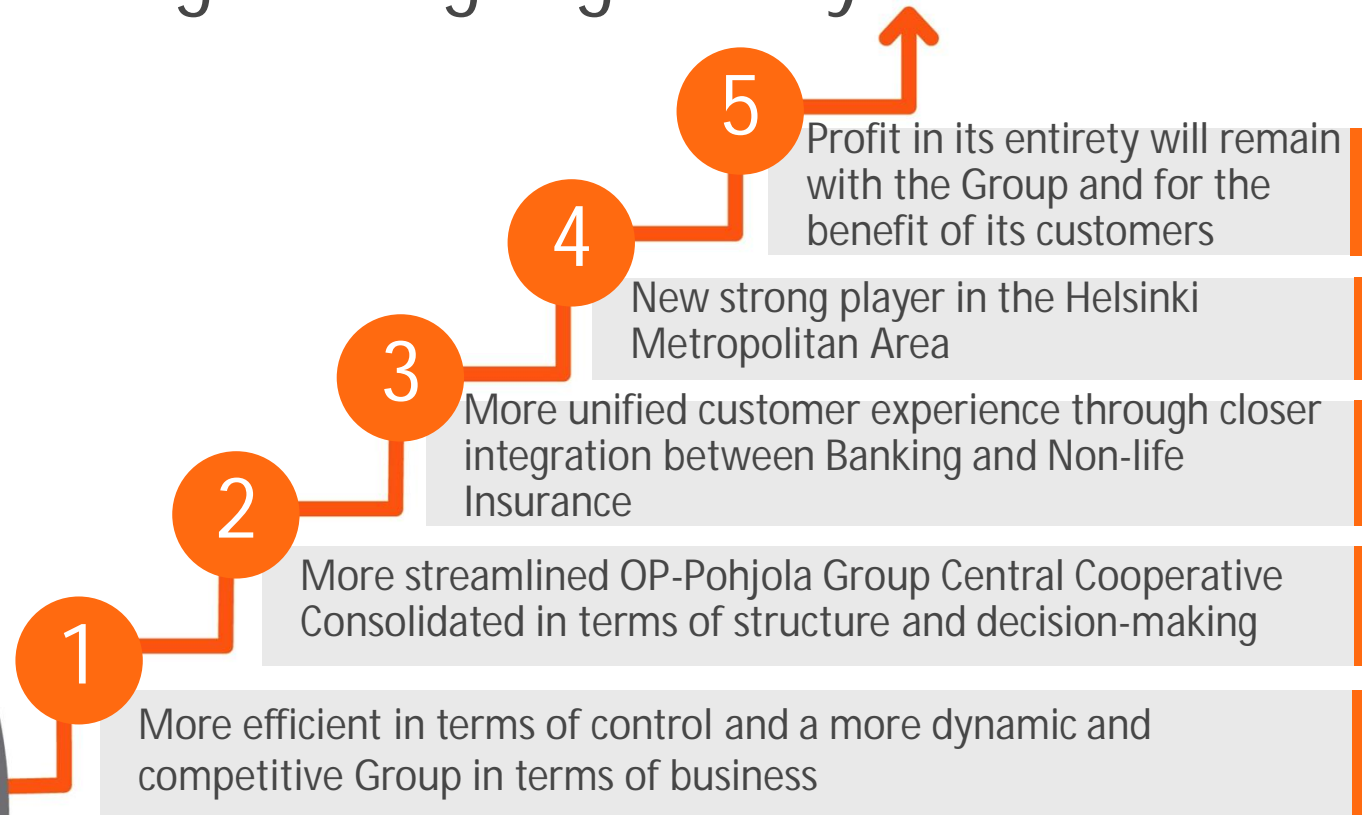 5
Profit in its entirety will remain
with the Group and for the
benefit of its customers
4
New strong player in the Helsinki
Metropolitan Area
3
More unified customer experience through closer
integration between Banking and Non-life
Insurance
2
More streamlined OP-Pohjola Group Central Cooperative
Consolidated in terms of structure and decision-making
1
More efficient in terms of control and a more dynamic and
competitive Group in terms of business